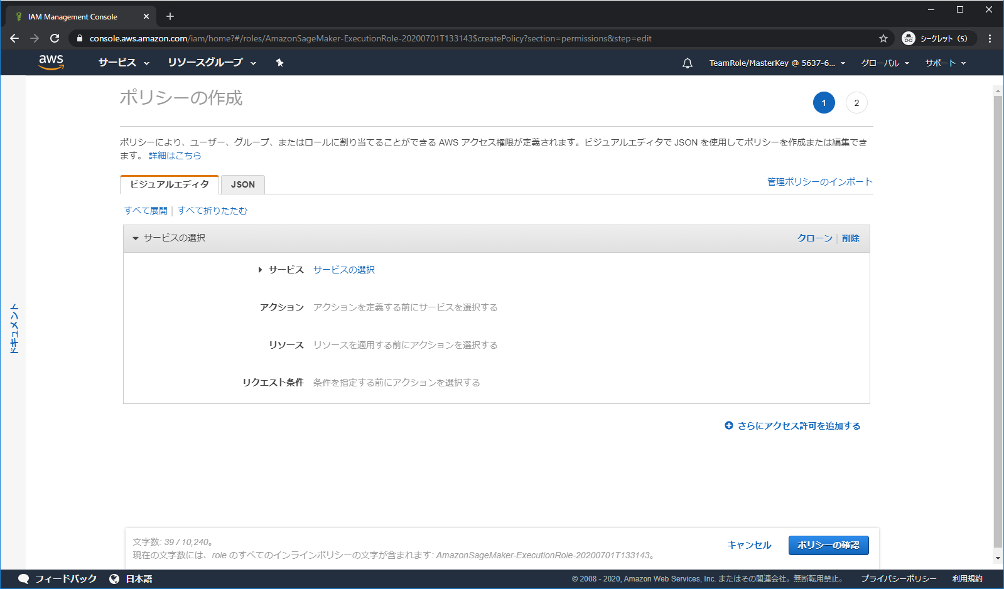 IAM Management Console
console.aws.amazon.com/iam/home?#/roles/AmazonSageMaker-ExecutionRole-20200701T133143$createPolicy?section=permissions&step=edit
シークレット (5)
aws
サービス
リソースグループ
TeamRole/MasterKey @ 5637-6...
グローバル
サポート
ポリシーの作成
1
2
ポリシーにより、ユーザー、グループ、またはロールに割り当てることができる AWS アクセス権限が定義されます。ビジュアルエディタで JSON を使用してポリシーを作成または編集でき
ます。 詳細はこちら
ビジュアルエディタ
JSON
管理ポリシーのインポート
すべて展開 | すべて折りたたむ
サービスの選択
クローン | 削除
サービス サービスの選択
アクション アクションを定義する前にサービスを選択する
リソース リソースを適用する前にアクションを選択する
リクエスト条件 条件を指定する前にアクションを選択する
ドキュメント
さらにアクセス許可を追加する
文字数: 39 / 10,240。
現在の文字数には、role のすべてのインラインポリシーの文字が含まれます: AmazonSageMaker-ExecutionRole-20200701T133143。
キャンセル
ポリシーの確認
フィードバック
日本語
© 2008 - 2020, Amazon Web Services, Inc. またはその関連会社。無断転用禁止。
プライバシーポリシー
利用規約